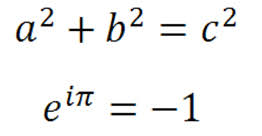 a² + b² = c²
e^{iπ} = −1